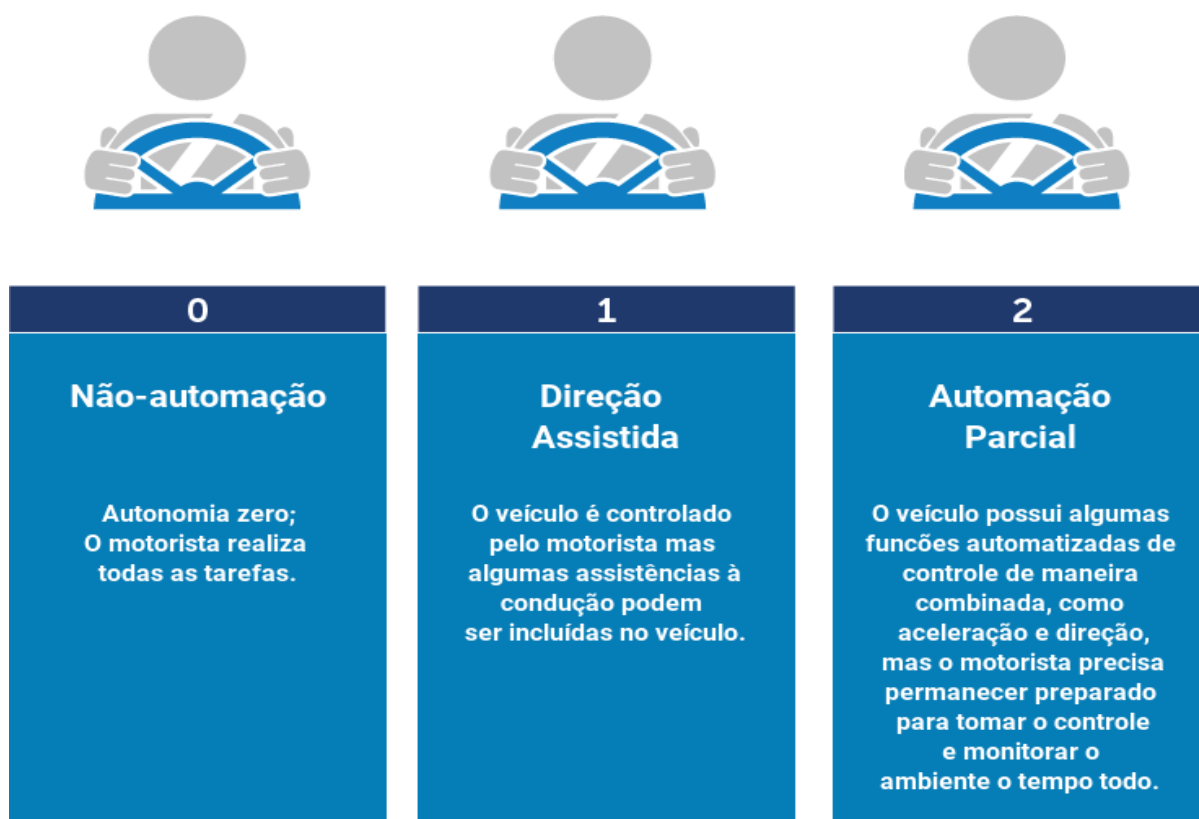 0
Não-automação
Autonomia zero;
O motorista realiza
todas as tarefas.
1
Direção
Assistida
O veículo é controlado
pelo motorista mas
algumas assistências à
condução podem
ser incluídas no veículo.
2
Automação
Parcial
O veículo possui algumas
funcões automatizadas de
controle de maneira
combinada, como
aceleração e direção,
mas o motorista precisa
permanecer preparado
para tomar o controle
e monitorar o
ambiente o tempo todo.